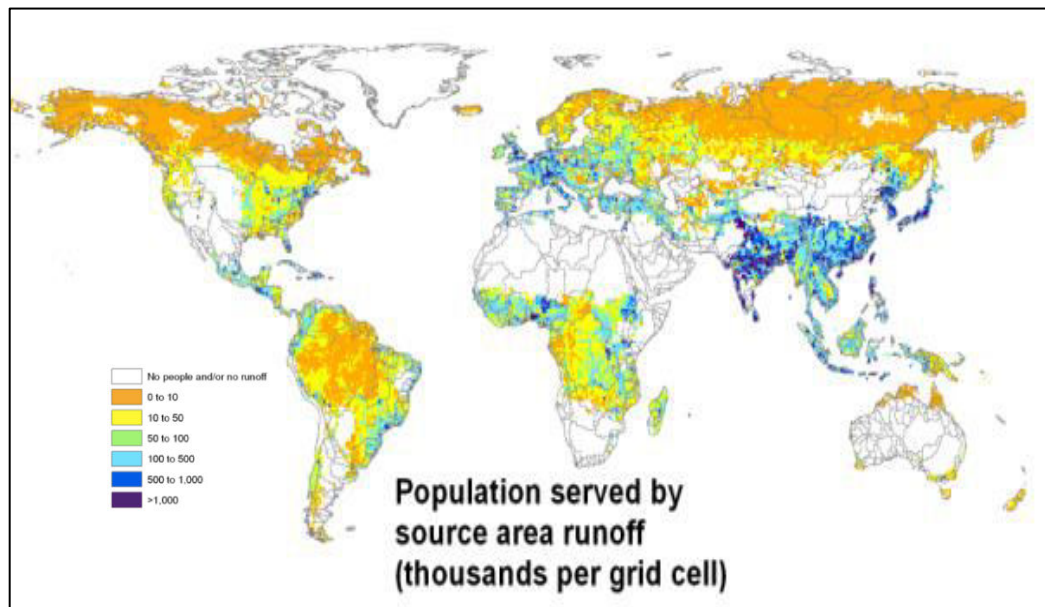 No people and/or no runoff
0 to 10
10 to 50
50 to 100
100 to 500
500 to 1,000
>1,000
Population served by
source area runoff
(thousands per grid cell)